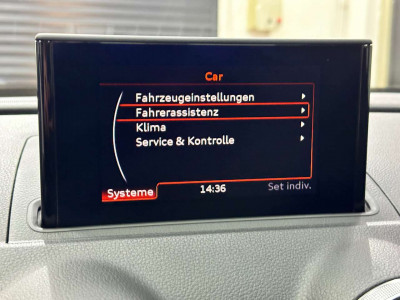 Car
Fahrzeugeinstellungen
Fahrerassistenz
Klima
Service & Kontrolle
Systeme 14:36 Set indiv.